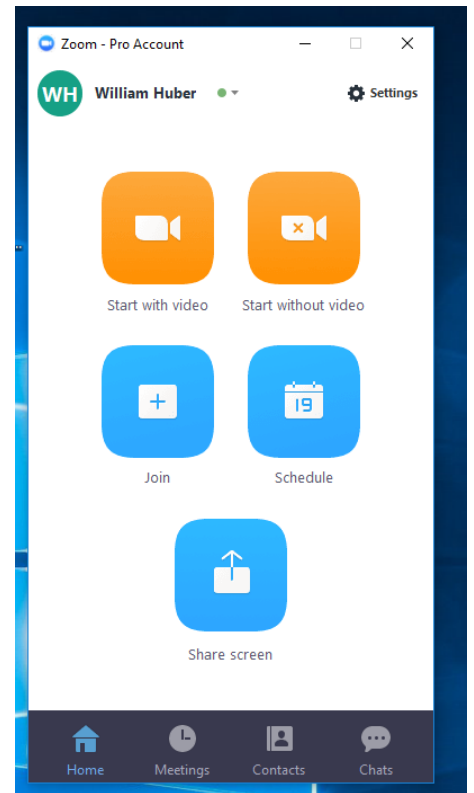 Zoom - Pro Account
WH William Huber Settings
Start with video Start without video
19
Join Schedule
Share screen
Home Meetings Contacts Chats